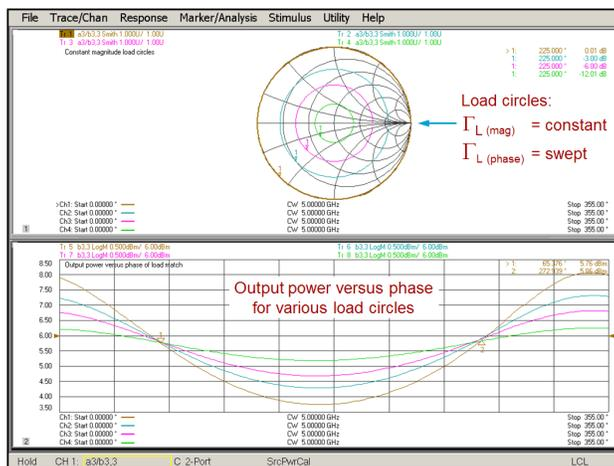 File Trace/Chan Response Marker/Analysis Stimulus Utility Help
Tr 1 a3/b3,3 Smith 1.000U/ 1.00U
Tr 2 a3/b3,3 Smith 1.000U/ 1.00U
Tr 3 a3/b3,3 Smith 1.000U/ 1.00U
Tr 4 a3/b3,3 Smith 1.000U/ 1.00U
Constant magnitude load circles
> 1: 225.000 ° 0.01 dB
1: 225.000 ° -3.00 dB
1: 225.000 ° -6.00 dB
1: 225.000 ° -12.01 dB
Load circles:
ΓL (mag) = constant
ΓL (phase) = swept
1
1
1
1
>Ch1: Start 0.00000 ° CW 5.00000 GHz Stop 355.00 °
Ch2: Start 0.00000 ° CW 5.00000 GHz Stop 355.00 °
Ch3: Start 0.00000 ° CW 5.00000 GHz Stop 355.00 °
Ch4: Start 0.00000 ° CW 5.00000 GHz Stop 355.00 °
1
Tr 5 b3,3 LogM 0.500dBm/ 6.00dBm
Tr 6 b3,3 LogM 0.500dBm/ 6.00dBm
Tr 7 b3,3 LogM 0.500dBm/ 6.00dBm
Tr 8 b3,3 LogM 0.500dBm/ 6.00dBm
Output power versus phase of load match
> 1: 65.376 ° 5.76 dBm
2: 272.939 °
Output power versus phase
for various load circles
8.50
8.00
7.50
7.00
6.50
6.00
5.50
5.00
4.50
4.00
3.50
1
2
Ch1: Start 0.00000 ° CW 5.00000 GHz Stop 355.00 °
Ch2: Start 0.00000 ° CW 5.00000 GHz Stop 355.00 °
Ch3: Start 0.00000 ° CW 5.00000 GHz Stop 355.00 °
Ch4: Start 0.00000 ° CW 5.00000 GHz Stop 355.00 °
2
Hold CH 1: a3/b3,3 C 2-Port SrcPwrCal LCL